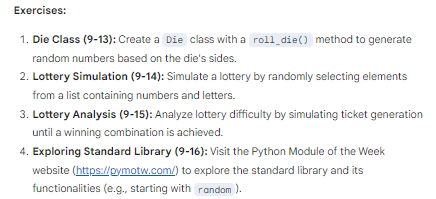 Exercises:
1. Die Class (9-13): Create a Die class with a roll_die() method to generate
random numbers based on the die's sides.
2. Lottery Simulation (9-14): Simulate a lottery by randomly selecting elements
from a list containing numbers and letters.
3. Lottery Analysis (9-15): Analyze lottery difficulty by simulating ticket generation
until a winning combination is achieved.
4. Exploring Standard Library (9-16): Visit the Python Module of the Week
website (https://pymotw.com/) to explore the standard library and its
functionalities (e.g., starting with random ).